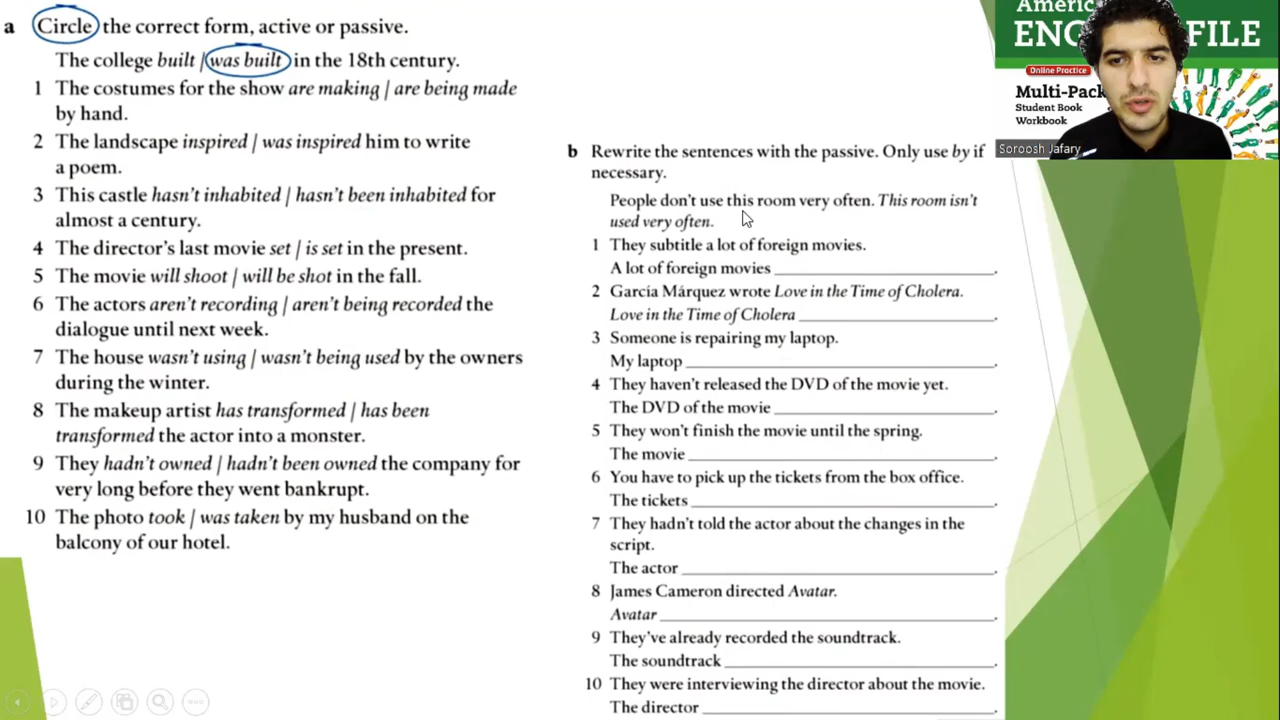 a Circle the correct form, active or passive.
The college built | was built in the 18th century.
1 The costumes for the show are making | are being made
by hand.
2 The landscape inspired | was inspired him to write
a poem.
3 This castle hasn't inhabited | hasn't been inhabited for
almost a century.
4 The director's last movie set | is set in the present.
5 The movie will shoot | will be shot in the fall.
6 The actors aren't recording | aren't being recorded the
dialogue until next week.
7 The house wasn't using | wasn't being used by the owners
during the winter.
8 The makeup artist has transformed | has been
transformed the actor into a monster.
9 They hadn't owned | hadn't been owned the company for
very long before they went bankrupt.
10 The photo took | was taken by my husband on the
balcony of our hotel.
b Rewrite the sentences with the passive. Only use by if
necessary.
People don't use this room very often. This room isn't
used very often.
1 They subtitle a lot of foreign movies.
A lot of foreign movies ____.
2 García Márquez wrote Love in the Time of Cholera.
Love in the Time of Cholera ____.
3 Someone is repairing my laptop.
My laptop ____.
4 They haven't released the DVD of the movie yet.
The DVD of the movie ____.
5 They won't finish the movie until the spring.
The movie ____.
6 You have to pick up the tickets from the box office.
The tickets ____.
7 They hadn't told the actor about the changes in the
script.
The actor ____.
8 James Cameron directed Avatar.
Avatar ____.
9 They've already recorded the soundtrack.
The soundtrack ____.
10 They were interviewing the director about the movie.
The director ____.
Americ
ENG FILE
Online Practice
Multi-Pack
Student Book
Workbook
Soroosh Jafary